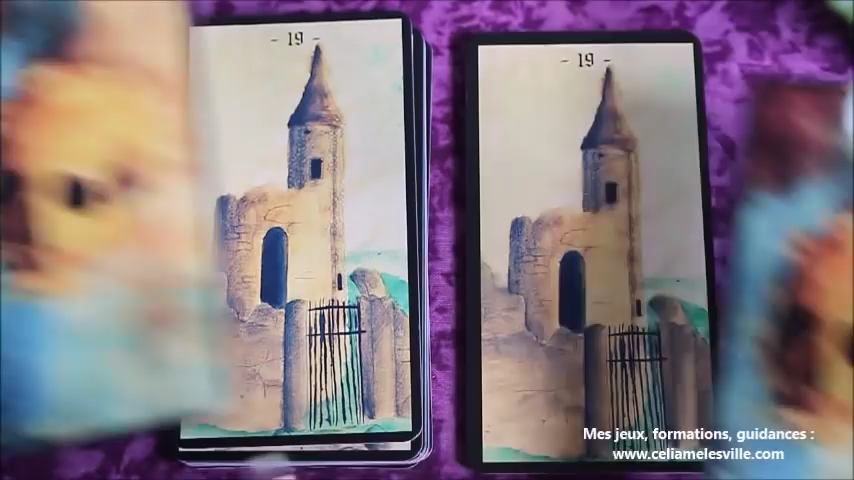 - 19 -
- 19 -
Mes jeux, formations, guidances :
www.celiamelesville.com